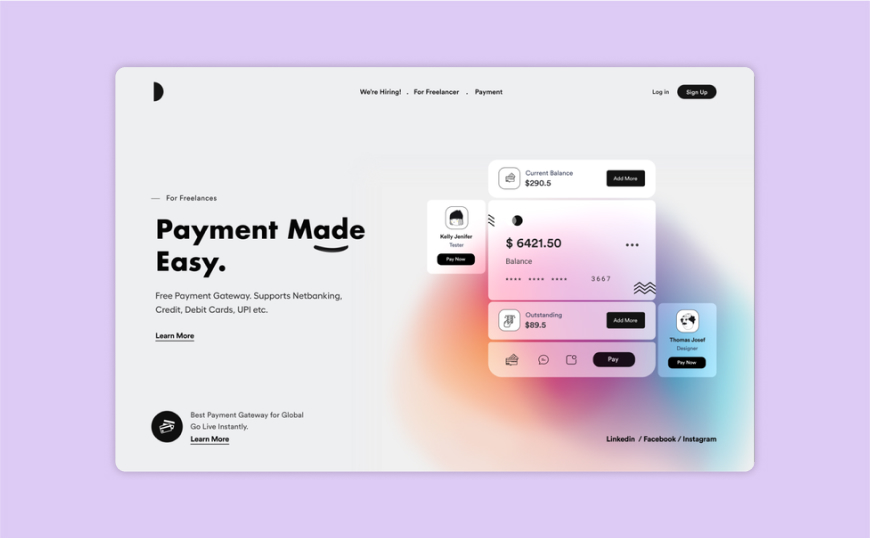 We're Hiring! . For Freelancer . Payment
Log in
Sign Up
— For Freelances
Payment Made
Easy.
Free Payment Gateway. Supports Netbanking,
Credit, Debit Cards, UPI etc.
Learn More
Best Payment Gateway for Global
Go Live Instantly.
Learn More
Current Balance
$290.5
Add More
Kelly Jenifer
Tester
Pay Now
$ 6421.50
Balance
•••• •••• •••• 3667
Outstanding
$89.5
Add More
Pay
Thomas Josef
Designer
Pay Now
Linkedin / Facebook / Instagram